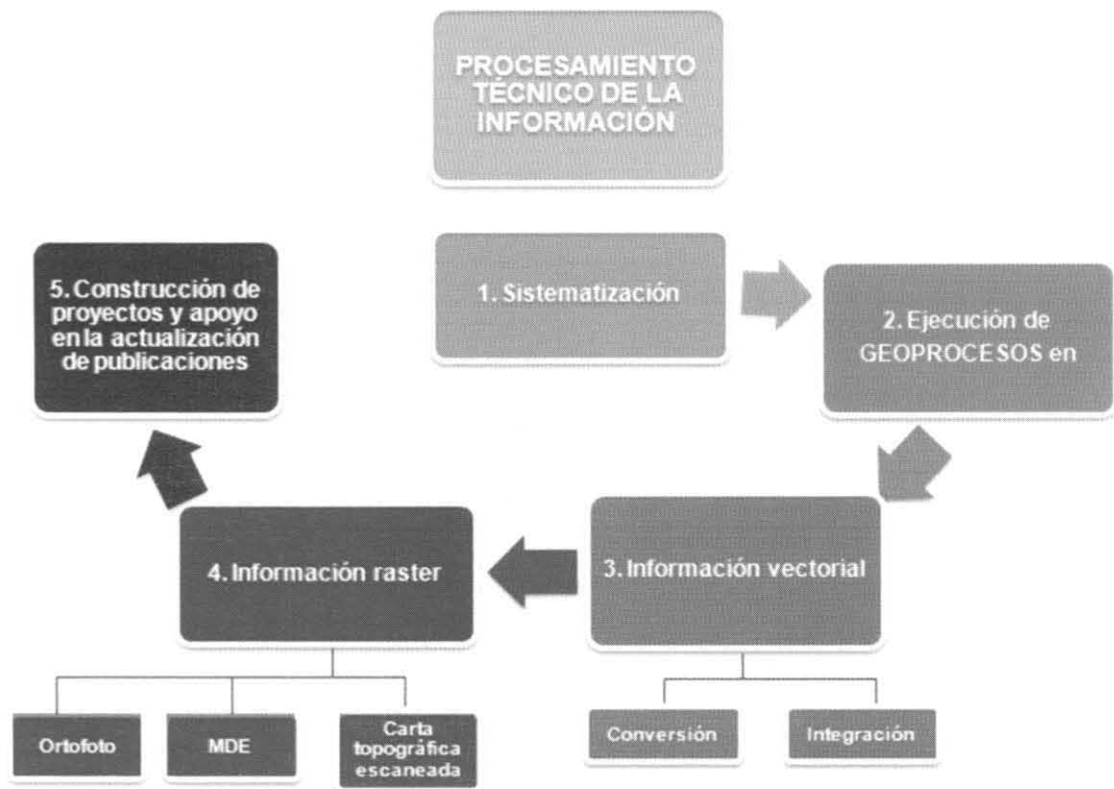 PROCESAMIENTO
TÉCNICO DE LA
INFORMACIÓN
1. Sistematización
2. Ejecución de
GEOPROCESOS en
3. Información vectorial
Conversión
Integración
4. Información raster
Ortofoto
MDE
Carta
topográfica
escaneada
5. Construcción de
proyectos y apoyo
en la actualización
de publicaciones